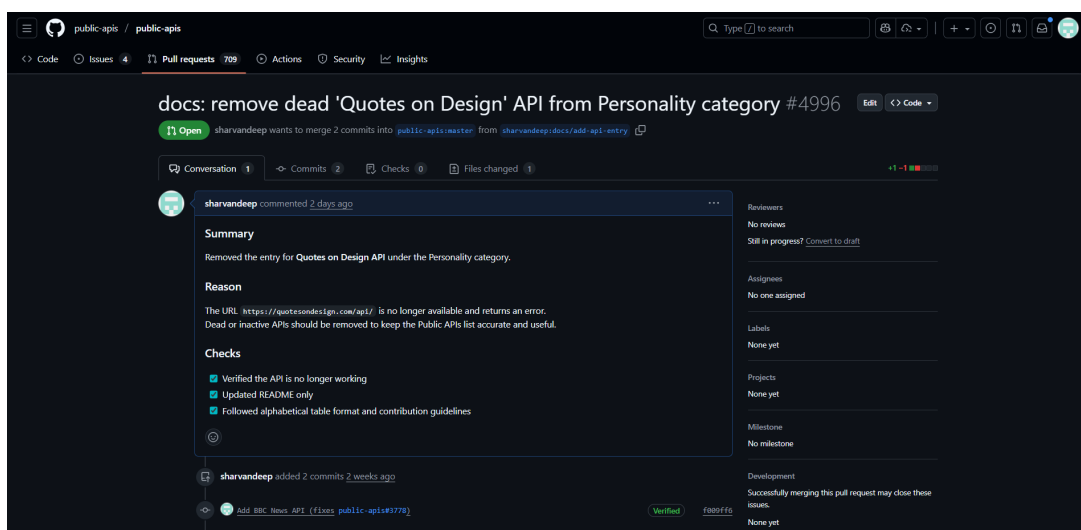 public-apis / public-apis
Type / to search
Code
Issues 4
Pull requests 709
Actions
Security
Insights
docs: remove dead 'Quotes on Design' API from Personality category #4996
Edit
Code
Open
sharvandeep wants to merge 2 commits into public-apis:master from sharvandeep:docs/add-api-entry
Conversation 1
Commits 2
Checks 0
Files changed 1
+1 −1
sharvandeep commented 2 days ago
Summary
Removed the entry for Quotes on Design API under the Personality category.
Reason
The URL https://quotesondesign.com/api/ is no longer available and returns an error.
Dead or inactive APIs should be removed to keep the Public APIs list accurate and useful.
Checks
Verified the API is no longer working
Updated README only
Followed alphabetical table format and contribution guidelines
sharvandeep added 2 commits 2 weeks ago
Add BBC News API (fixes public-apis#3778)
Verified
f009ff6
Reviewers
No reviews
Still in progress? Convert to draft
Assignees
No one assigned
Labels
None yet
Projects
None yet
Milestone
No milestone
Development
Successfully merging this pull request may close these
issues.
None yet